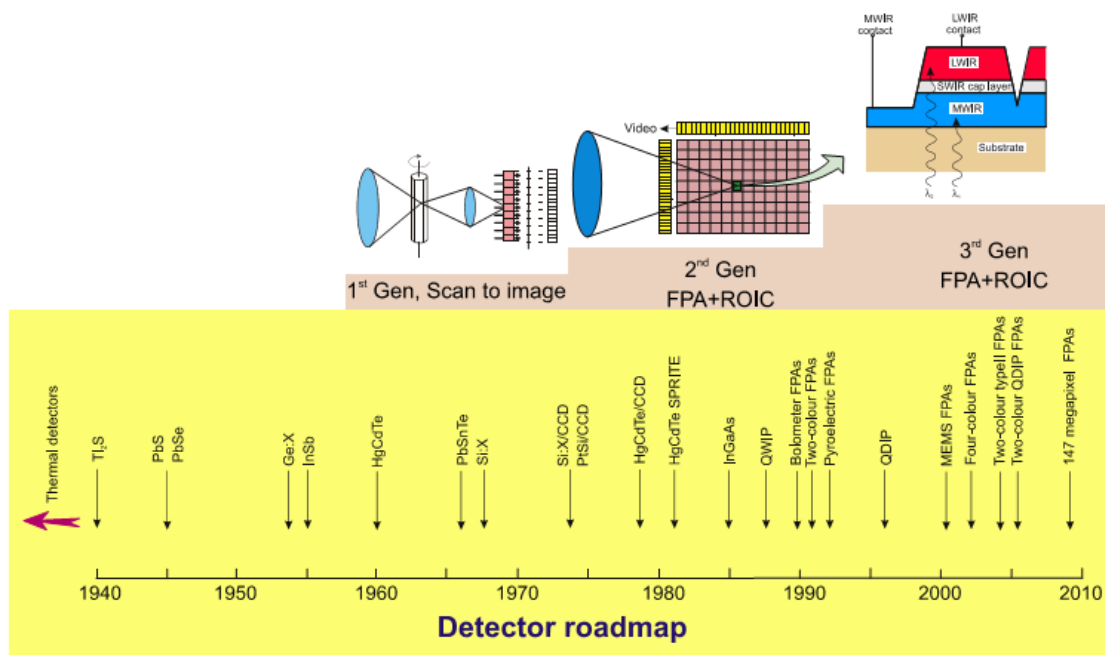 MWIR contact
LWIR contact
LWIR
SWIR cap layer
MWIR
Substrate
Video
1st Gen, Scan to image
2nd Gen
FPA+ROIC
3rd Gen
FPA+ROIC
Thermal detectors
Tl2S
PbS
PbSe
Ge:X
InSb
HgCdTe
PbSnTe
Si:X
Si:X/CCD
PtSi/CCD
HgCdTe/CCD
HgCdTe SPRITE
InGaAs
QWIP
Bolometer FPAs
Two-colour FPAs
Pyroelectric FPAs
QDIP
MEMS FPAs
Four-colour FPAs
Two-colour typeII FPAs
Two-colour QDIP FPAs
147 megapixel FPAs
1940 1950 1960 1970 1980 1990 2000 2010
Detector roadmap